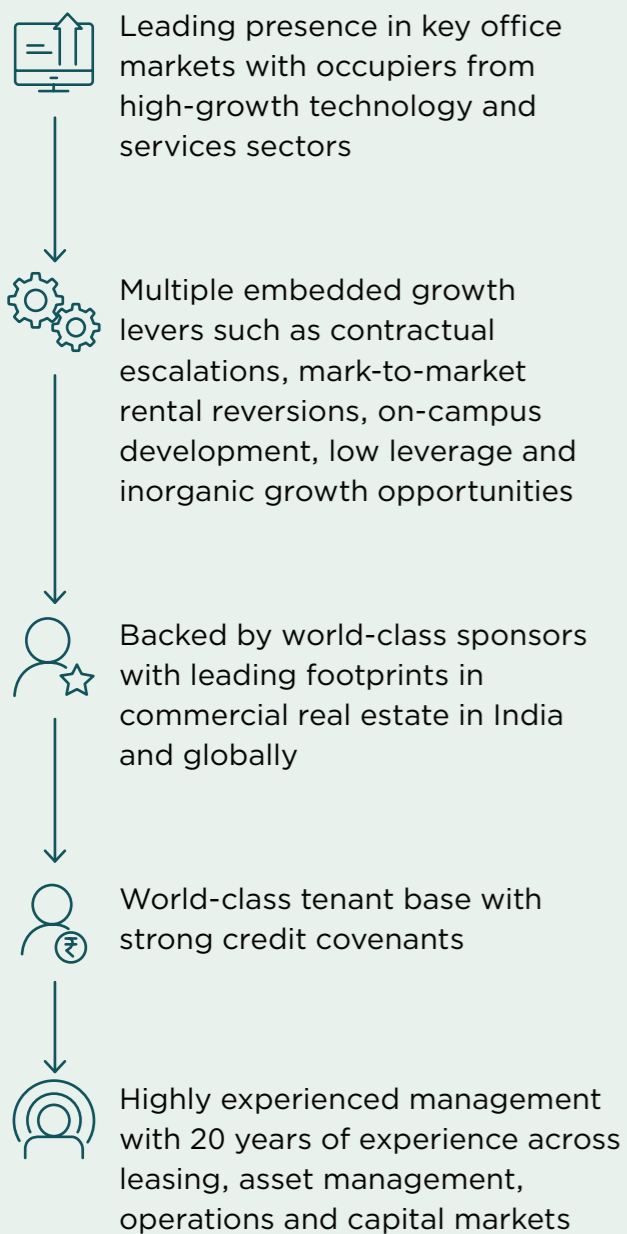 Leading presence in key office
markets with occupiers from
high-growth technology and
services sectors
Multiple embedded growth
levers such as contractual
escalations, mark-to-market
rental reversions, on-campus
development, low leverage and
inorganic growth opportunities
Backed by world-class sponsors
with leading footprints in
commercial real estate in India
and globally
₹
World-class tenant base with
strong credit covenants
Highly experienced management
with 20 years of experience across
leasing, asset management,
operations and capital markets